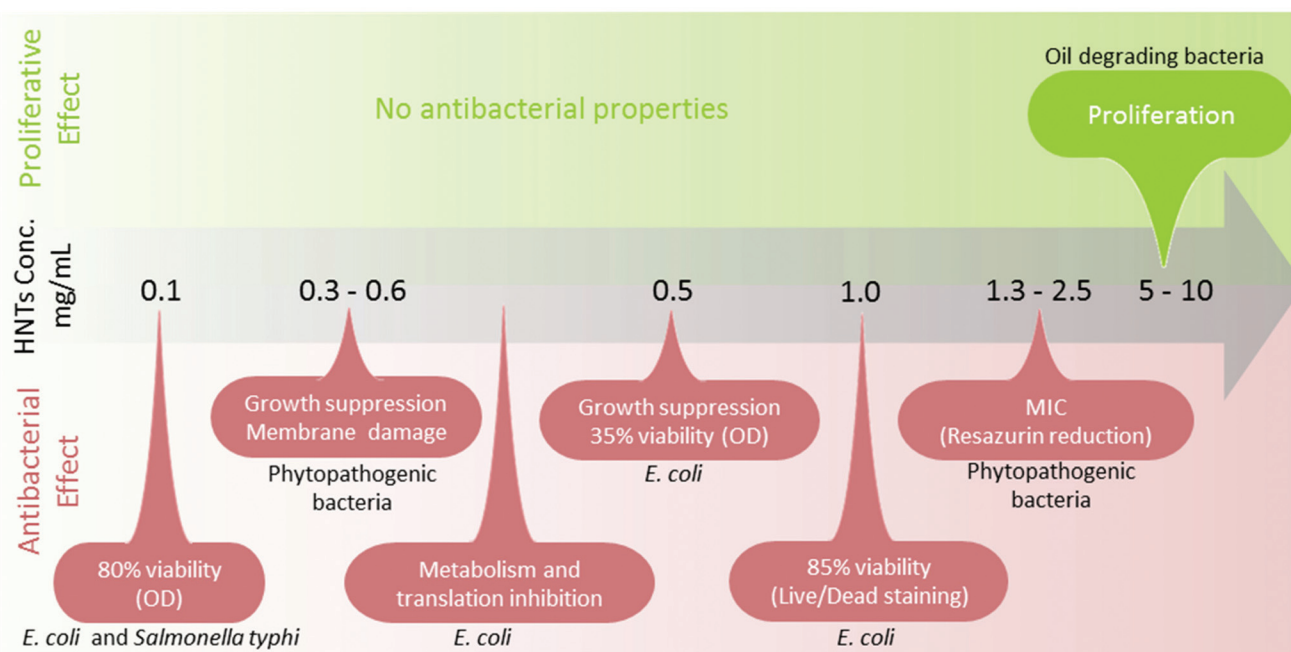 Proliferative
Effect
No antibacterial properties
Oil degrading bacteria
Proliferation
HNTs Conc.
mg/mL
0.1
0.3 - 0.6
0.5
1.0
1.3 - 2.5
5 - 10
Antibacterial
Effect
Growth suppression
Membrane damage
Phytopathogenic
bacteria
Growth suppression
35% viability (OD)
E. coli
MIC
(Resazurin reduction)
Phytopathogenic
bacteria
80% viability
(OD)
E. coli and Salmonella typhi
Metabolism and
translation inhibition
E. coli
85% viability
(Live/Dead staining)
E. coli